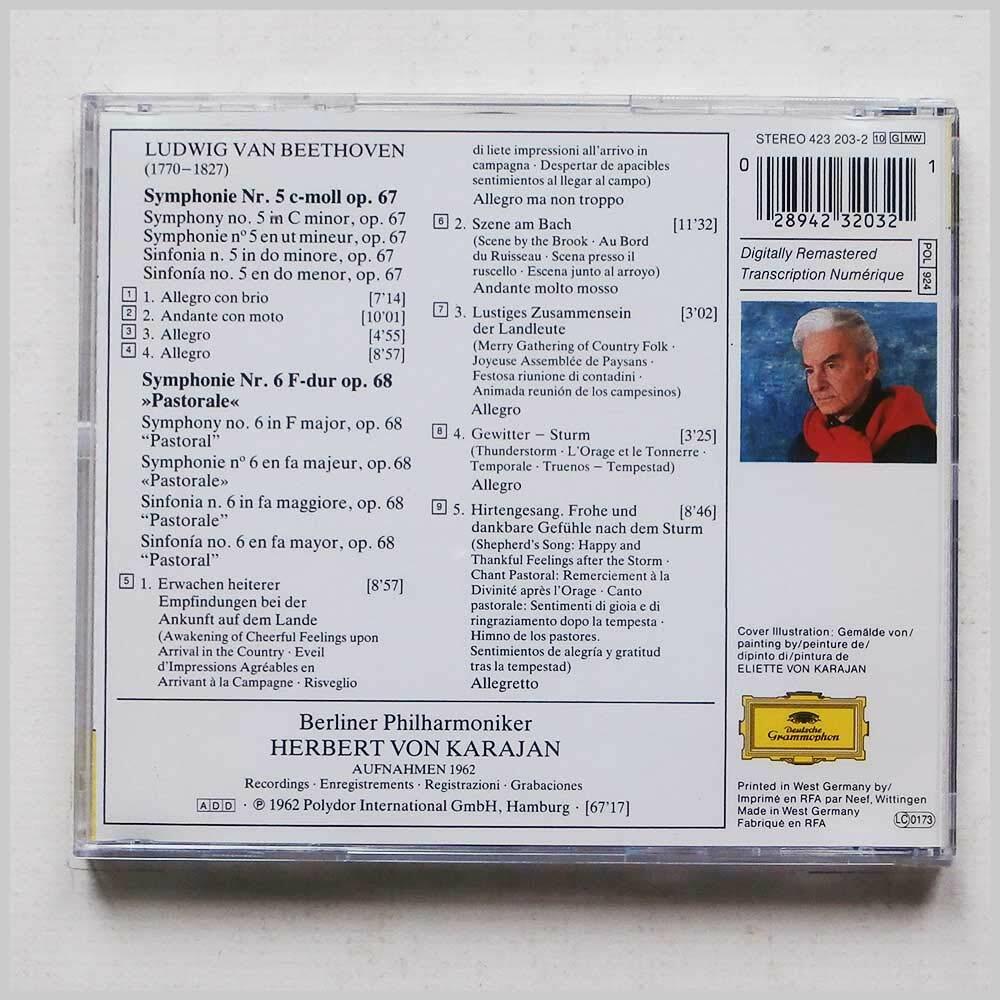 LUDWIG VAN BEETHOVEN
(1770–1827)
Symphonie Nr. 5 c-moll op. 67
Symphony no. 5 in C minor, op. 67
Symphonie nº 5 en ut mineur, op. 67
Sinfonia n. 5 in do minore, op. 67
Sinfonía no. 5 en do menor, op. 67
1 1. Allegro con brio [7'14]
2 2. Andante con moto [10'01]
3 3. Allegro [4'55]
4 4. Allegro [8'57]
Symphonie Nr. 6 F-dur op. 68
»Pastorale«
Symphony no. 6 in F major, op. 68
“Pastoral”
Symphonie nº 6 en fa majeur, op. 68
«Pastorale»
Sinfonia n. 6 in fa maggiore, op. 68
“Pastorale”
Sinfonía no. 6 en fa mayor, op. 68
“Pastoral”
5 1. Erwachen heiterer [8'57]
Empfindungen bei der
Ankunft auf dem Lande
(Awakening of Cheerful Feelings upon
Arrival in the Country · Eveil
d'Impressions Agréables en
Arrivant à la Campagne · Risveglio
di liete impressioni all'arrivo in
campagna · Despertar de apacibles
sentimientos al llegar al campo)
Allegro ma non troppo
6 2. Szene am Bach [11'32]
(Scene by the Brook · Au Bord
du Ruisseau · Scena presso il
ruscello · Escena junto al arroyo)
Andante molto mosso
7 3. Lustiges Zusammensein [3'02]
der Landleute
(Merry Gathering of Country Folk ·
Joyeuse Assemblée de Paysans ·
Festosa riunione di contadini ·
Animada reunión de los campesinos)
Allegro
8 4. Gewitter – Sturm [3'25]
(Thunderstorm · L'Orage et le Tonnerre ·
Temporale · Truenos – Tempestad)
Allegro
9 5. Hirtengesang. Frohe und [8'46]
dankbare Gefühle nach dem Sturm
(Shepherd's Song: Happy and
Thankful Feelings after the Storm ·
Chant Pastoral: Remerciement à la
Divinité après l'Orage · Canto
pastorale: Sentimenti di gioia e di
ringraziamento dopo la tempesta ·
Himno de los pastores.
Sentimientos de alegría y gratitud
tras la tempestad)
Allegretto
Berliner Philharmoniker
HERBERT VON KARAJAN
AUFNAHMEN 1962
Recordings · Enregistrements · Registrazioni · Grabaciones
ADD · ℗ 1962 Polydor International GmbH, Hamburg · [67'17]
STEREO 423 203-2 10 G MW
0 28942 32032 1
Digitally Remastered
Transcription Numérique
POL 924
Cover Illustration: Gemälde von/
painting by/peinture de/
dipinto di/pintura de
ELIETTE VON KARAJAN
Deutsche
Grammophon
Printed in West Germany by/
Imprimé en RFA par Neef, Wittingen
Made in West Germany
Fabriqué en RFA
LC 0173